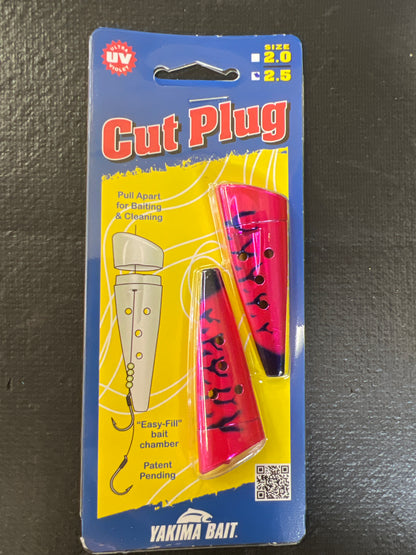 ULTRA
UV
VIOLET
SIZE
2.0
2.5
Cut Plug
Pull Apart
for Baiting
& Cleaning
"Easy-Fill"
bait
chamber
Patent
Pending
YAKIMA BAIT